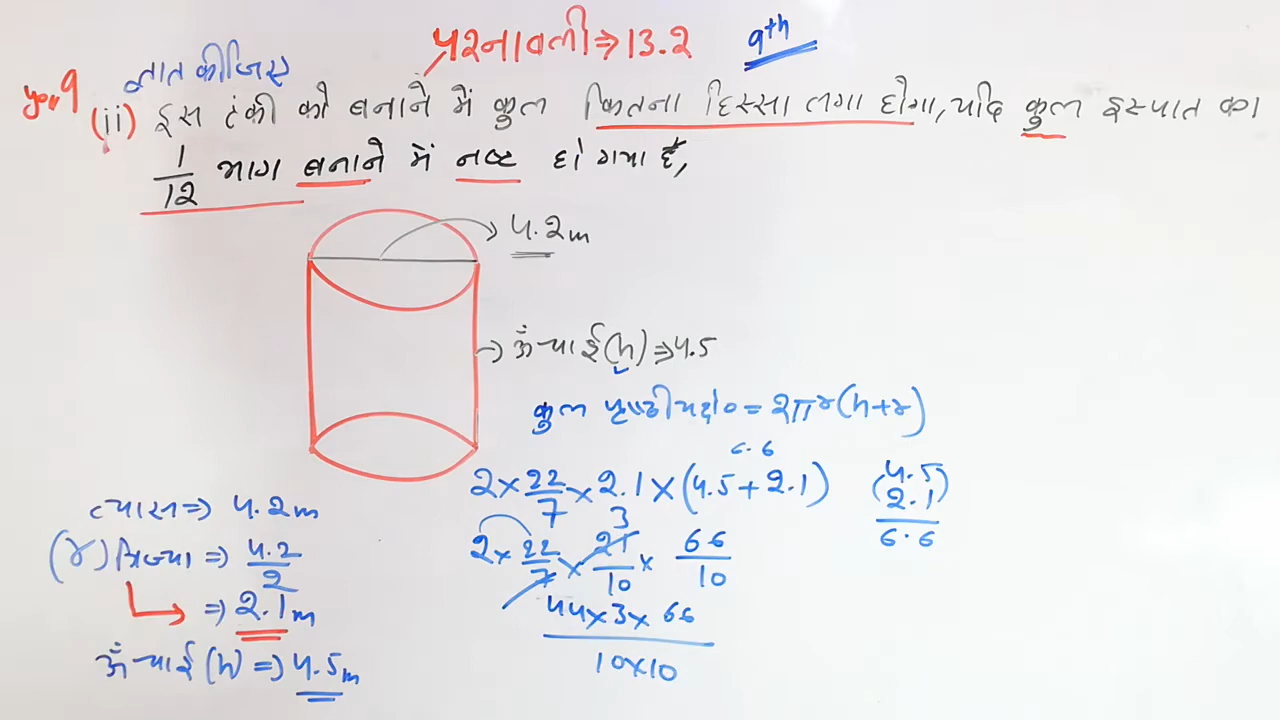 प्रश्नावली ⇒ 13.2 9th
ज्ञात कीजिए
9
(ii) इस टंकी को बनाने में कुल कितना हिस्सा लगा होगा, यदि कुल इस्पात का
1/12 भाग बनाने में नष्ट हो गया है,
4.2m
→ ऊँचाई (h) ⇒ 4.5
कुल पृष्ठीयक्षे० = 2πr(h+r)
6.6
2 × 22/7 × 2.1 × (4.5 + 2.1)
(4.5
2.1)
6.6
2 × 22/7 × 21/10 × 66/10
3
44×3×66
10×10
व्यास ⇒ 4.2m
(r) त्रिज्या ⇒ 4.2/2
⇒ 2.1m
ऊँचाई (h) ⇒ 4.5m